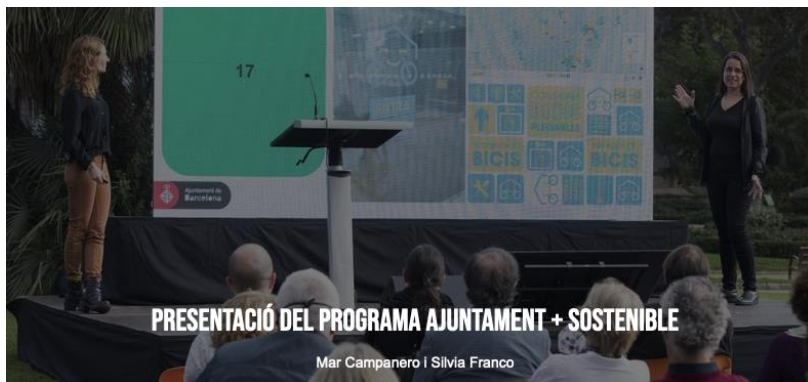 17
BICIS
BICIS
Ajuntament de
Barcelona
PRESENTACIÓ DEL PROGRAMA AJUNTAMENT + SOSTENIBLE
Mar Campanero i Silvia Franco